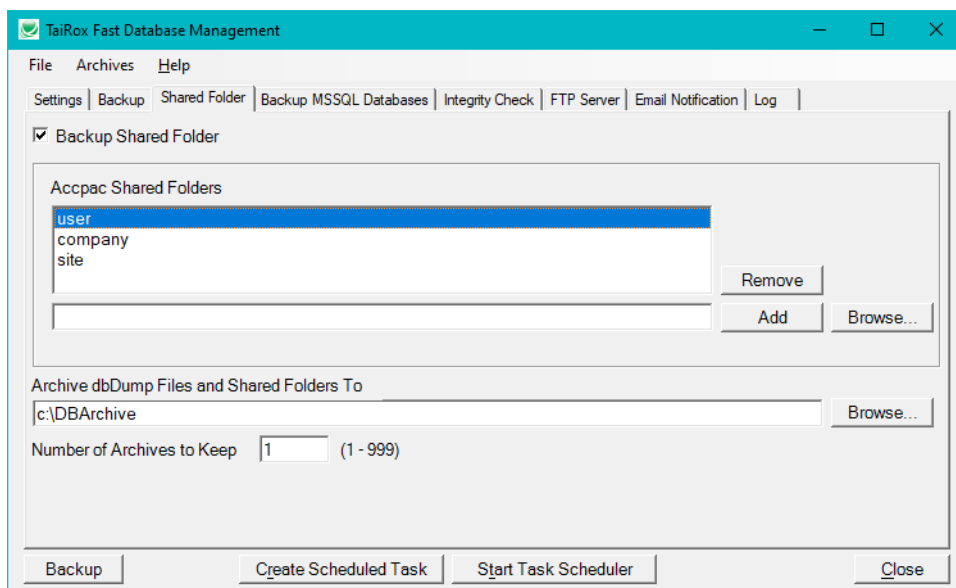 TaiRox Fast Database Management
File Archives Help
Settings Backup Shared Folder Backup MSSQL Databases Integrity Check FTP Server Email Notification Log
Backup Shared Folder
Accpac Shared Folders
user
company
site
Remove
Add Browse...
Archive dbDump Files and Shared Folders To
c:\DBArchive Browse...
Number of Archives to Keep 1 (1 - 999)
Backup Create Scheduled Task Start Task Scheduler Close